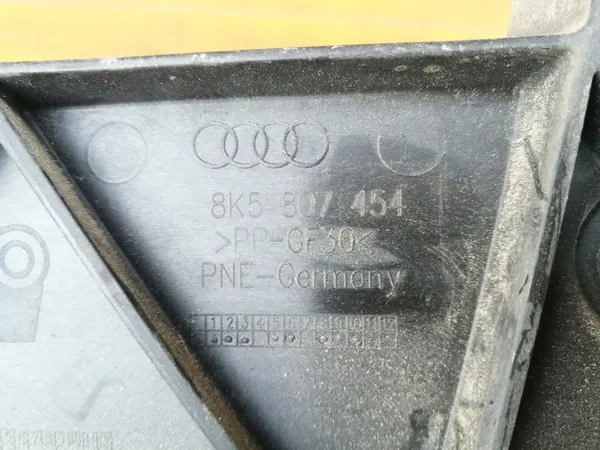 8K5 807 454
>PP-GF30<
PNE-Germany
1 2 3 4 5 6 7 8 9 10 11 12